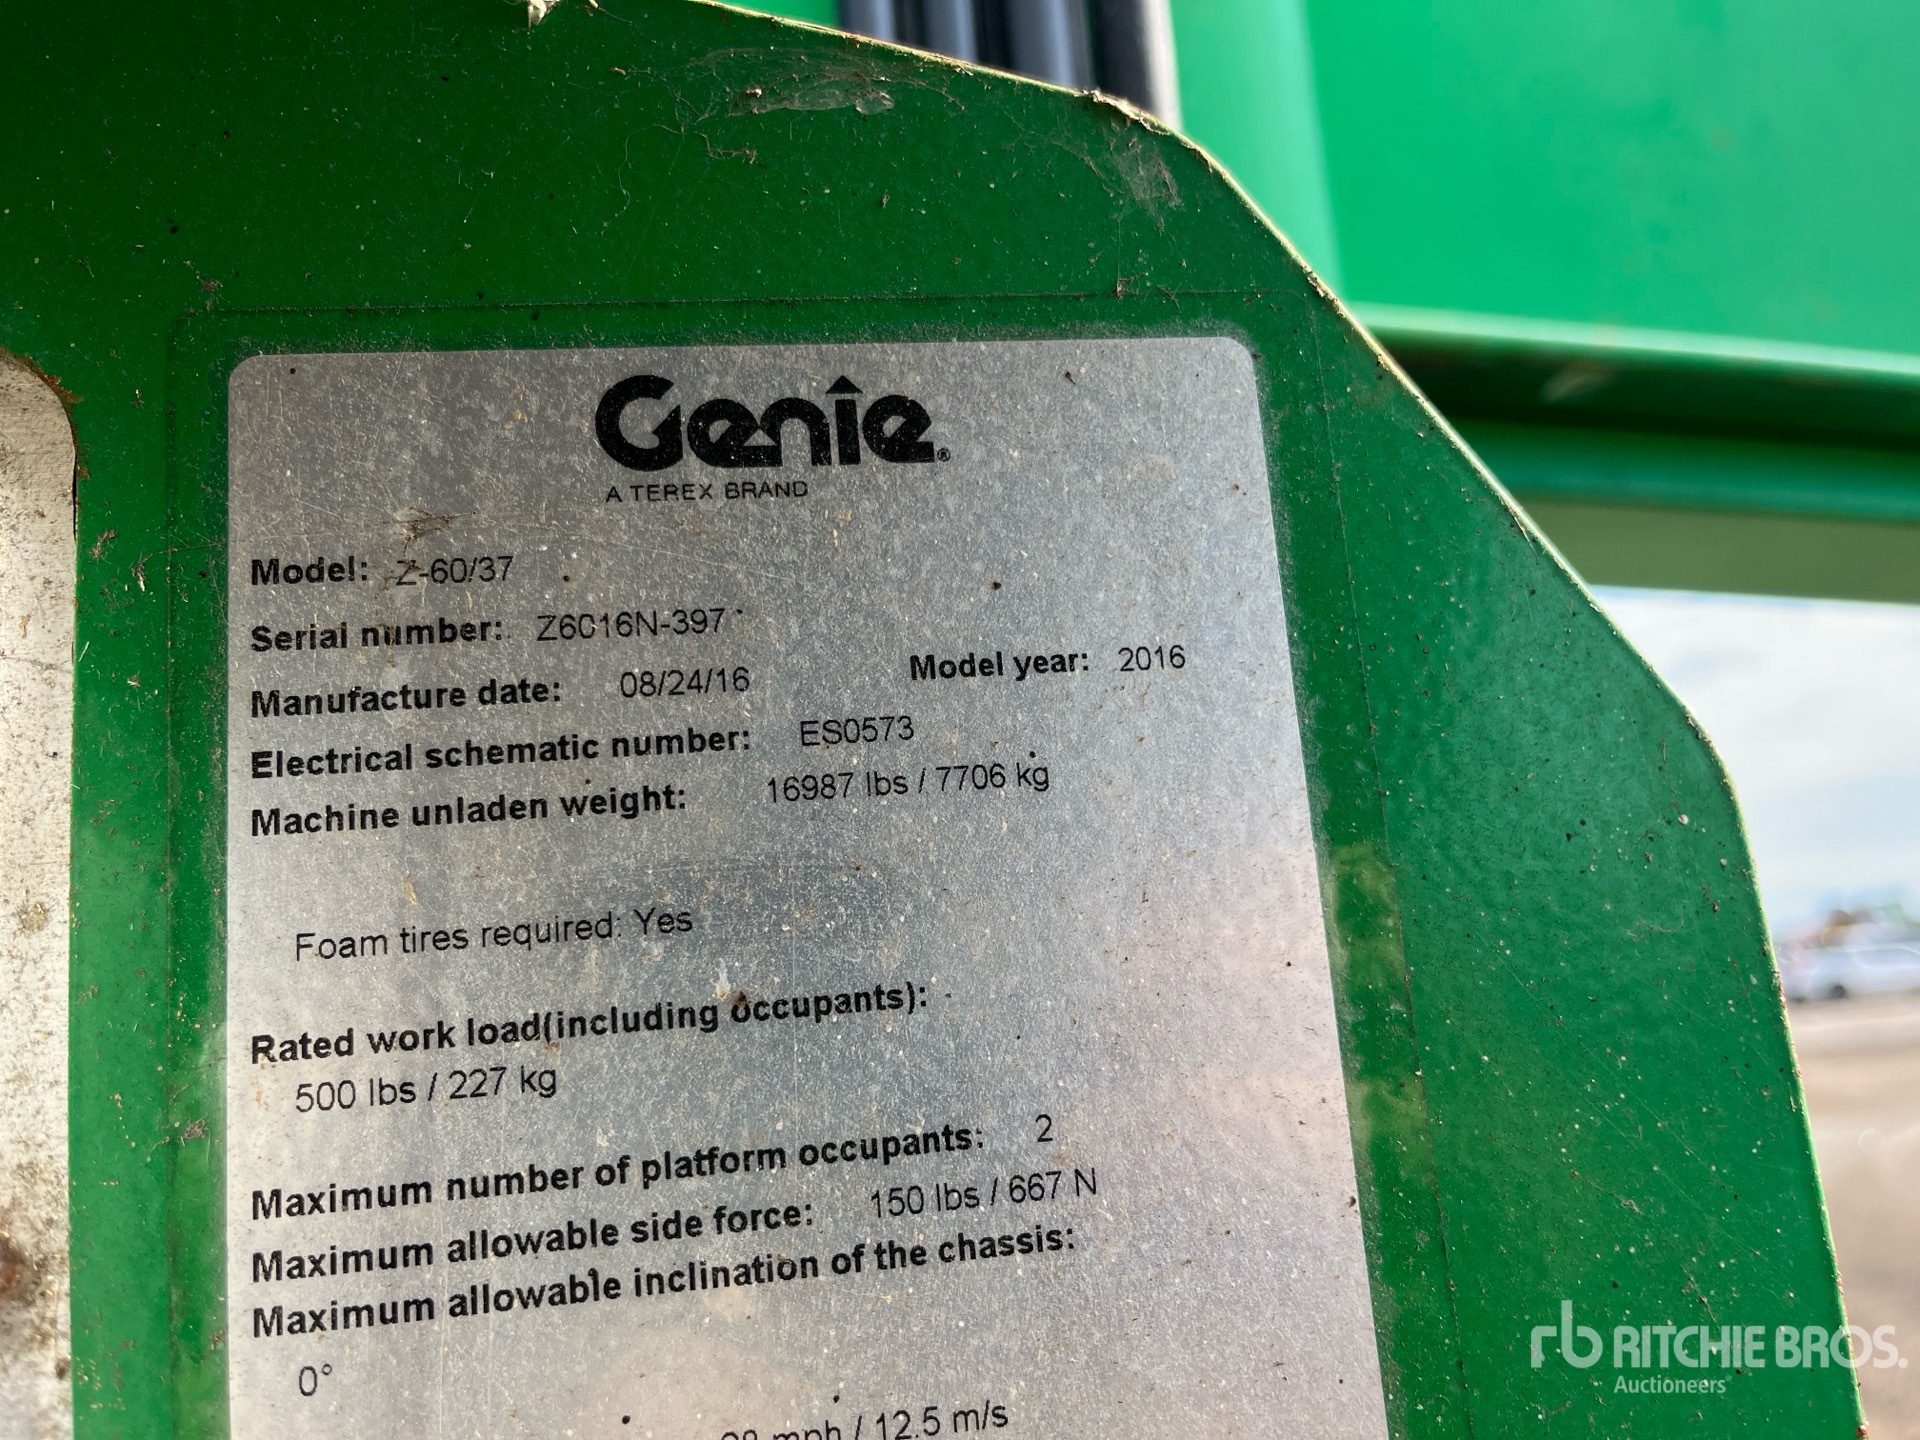 Genie®
A TEREX BRAND
Model: Z-60/37
Serial number: Z6016N-397
Manufacture date: 08/24/16 Model year: 2016
Electrical schematic number: ES0573
Machine unladen weight: 16987 lbs / 7706 kg
Foam tires required: Yes
Rated work load(including occupants):
500 lbs / 227 kg
Maximum number of platform occupants: 2
Maximum allowable side force: 150 lbs / 667 N
Maximum allowable inclination of the chassis:
0°
mph / 12.5 m/s
rb RITCHIE BROS.
Auctioneers